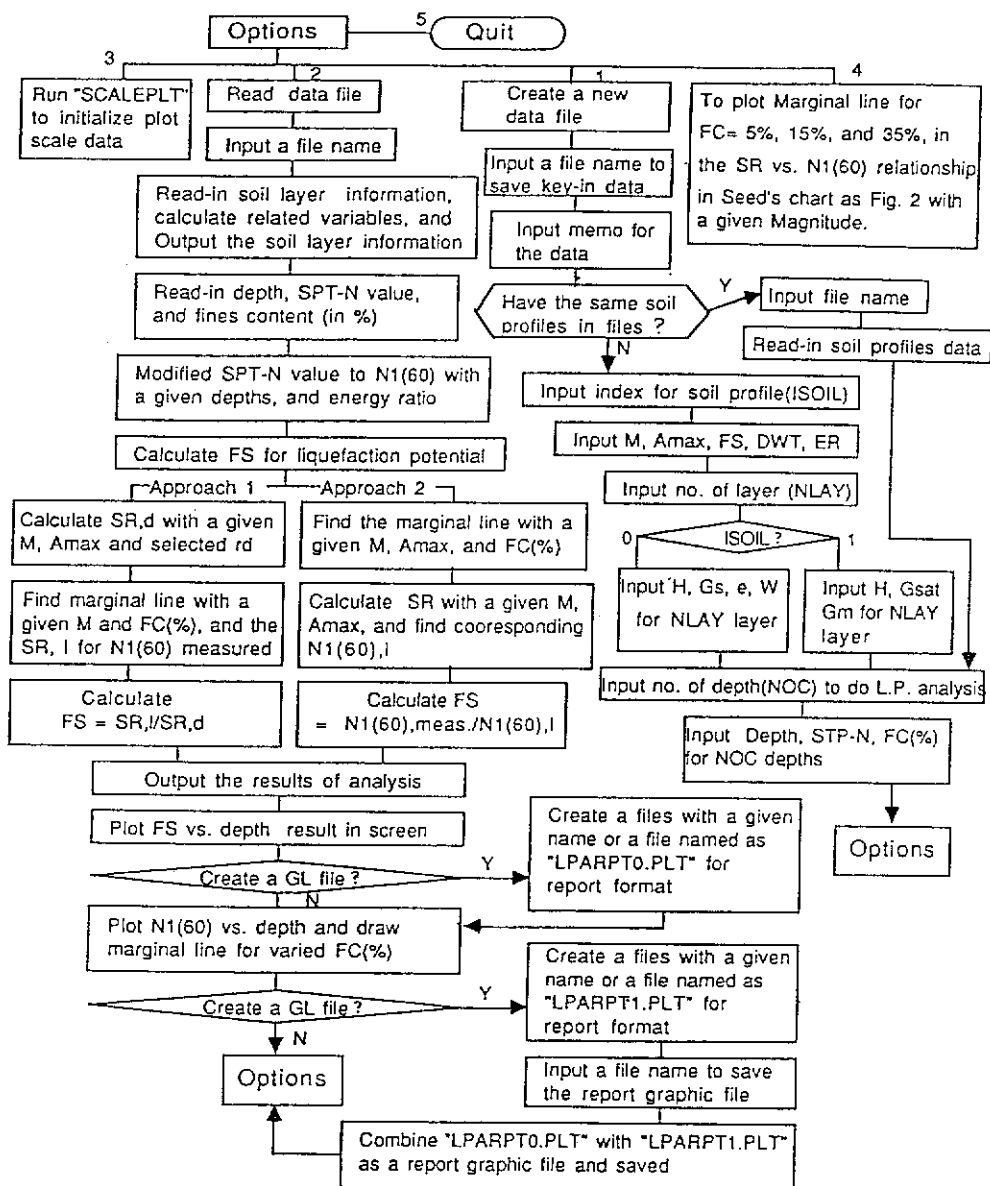 Options
5
Quit
3
2
1
4
Run "SCALEPLT"
to initialize plot
scale data
Read data file
Input a file name
Read-in soil layer information,
calculate related variables, and
Output the soil layer information
Read-in depth, SPT-N value,
and fines content (in %)
Modified SPT-N value to N1(60) with
a given depths, and energy ratio
Calculate FS for liquefaction potential
Approach 1
Approach 2
Calculate SR,d with a given
M, Amax and selected rd
Find marginal line with a
given M and FC(%), and the
SR, l for N1(60) measured
Calculate
FS = SR,l/SR,d
Find the marginal line with a
given M, Amax, and FC(%)
Calculate SR with a given M,
Amax, and find cooresponding
N1(60),l
Calculate FS
= N1(60),meas./N1(60),l
Output the results of analysis
Plot FS vs. depth result in screen
Create a GL file?
Y
N
Create a files with a given
name or a file named as
"LPARPT0.PLT" for
report format
Plot N1(60) vs. depth and draw
marginal line for varied FC(%)
Create a GL file?
Y
N
Create a files with a given
name or a file named as
"LPARPT1.PLT" for
report format
Input a file name to save
the report graphic file
Combine "LPARPT0.PLT" with "LPARPT1.PLT"
as a report graphic file and saved
Options
Create a new
data file
Input a file name to
save key-in data
Input memo for
the data
Have the same soil
profiles in files ?
Y
N
Input file name
Read-in soil profiles data
Input index for soil profile(ISOIL)
Input M, Amax, FS, DWT, ER
Input no. of layer (NLAY)
0
ISOIL?
1
Input H, Gs, e, W
for NLAY layer
Input H, Gsat
Gm for NLAY
layer
Input no. of depth(NOC) to do L.P. analysis
Input Depth, STP-N, FC(%)
for NOC depths
Options
To plot Marginal line for
FC= 5%, 15%, and 35%, in
the SR vs. N1(60) relationship
in Seed's chart as Fig. 2 with
a given Magnitude.